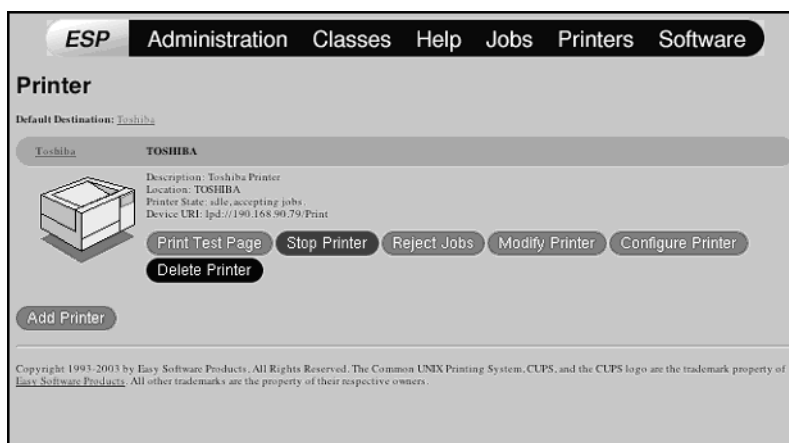 ESP Administration Classes Help Jobs Printers Software
Printer
Default Destination: Toshiba
Toshiba TOSHIBA
Description: Toshiba Printer
Location: TOSHIBA
Printer State: idle, accepting jobs.
Device URI: lpd://190.168.90.79/Print
Print Test Page Stop Printer Reject Jobs Modify Printer Configure Printer
Delete Printer
Add Printer
Copyright 1993-2003 by Easy Software Products, All Rights Reserved. The Common UNIX Printing System, CUPS, and the CUPS logo are the trademark property of
Easy Software Products. All other trademarks are the property of their respective owners.